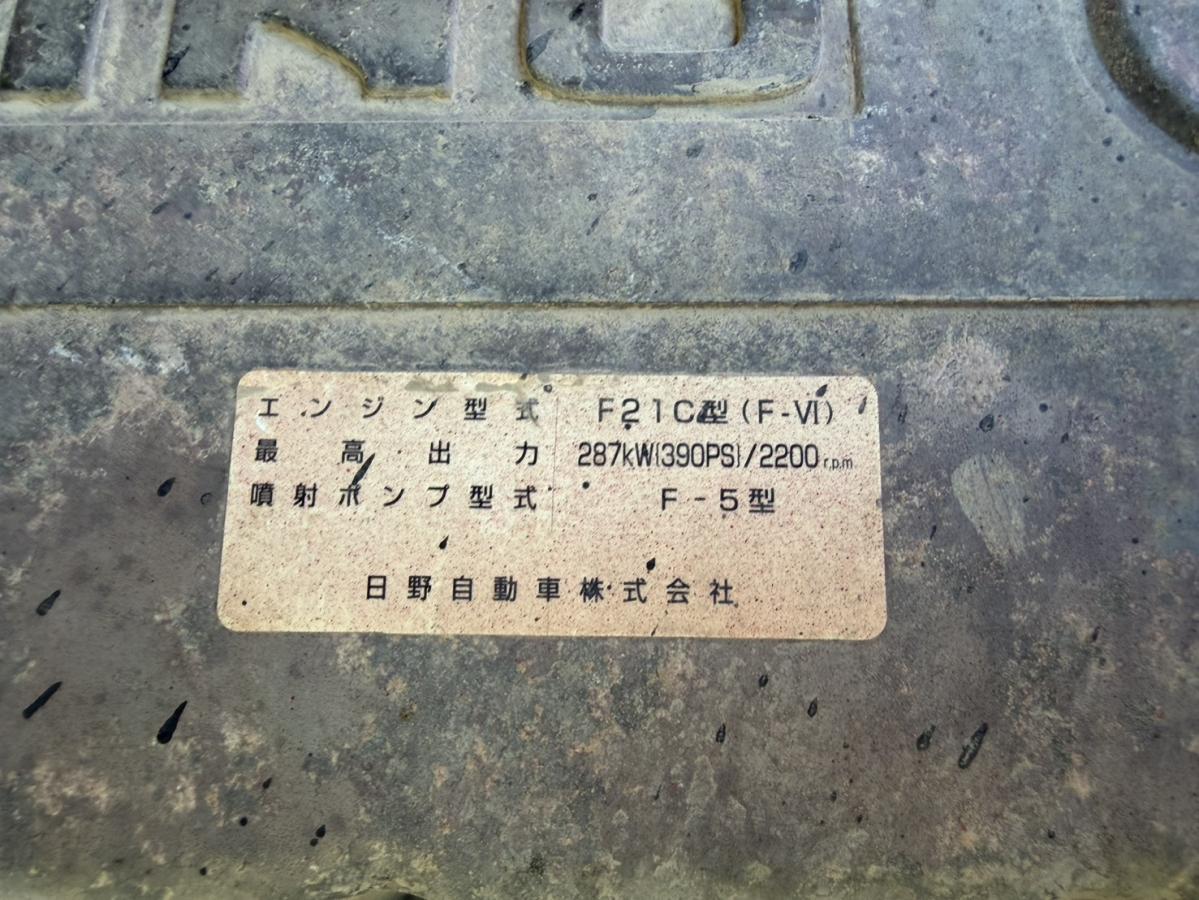 エンジン型式 F21C型(F-Ⅵ)
最高出力 287kW(390PS)/2200r.p.m
噴射ポンプ型式 F-5型
日野自動車株式会社